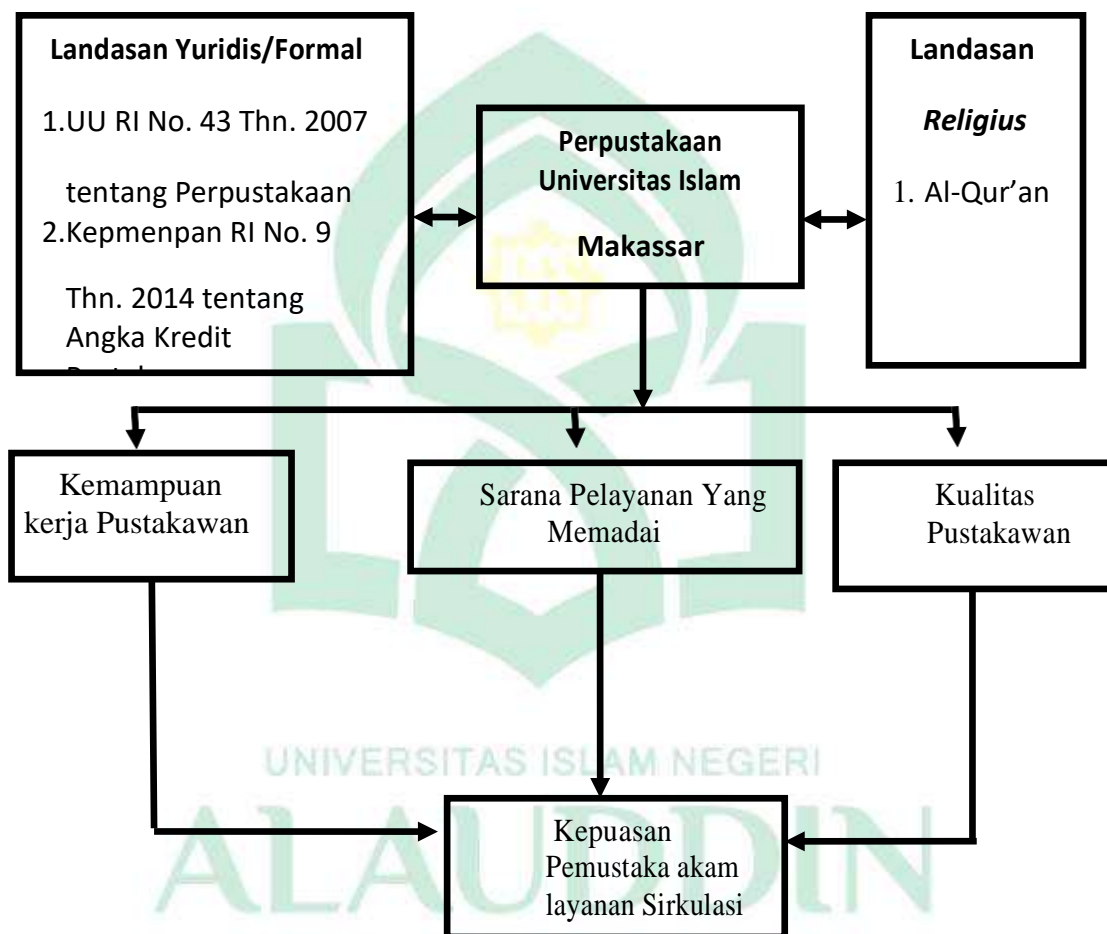 Landasan Yuridis/Formal
1.UU RI No. 43 Thn. 2007
tentang Perpustakaan
2.Kepmenpan RI No. 9
Thn. 2014 tentang
Angka Kredit
Perpustakaan
Universitas Islam
Makassar
Landasan
Religius
1. Al-Qur’an
Kemampuan
kerja Pustakawan
Sarana Pelayanan Yang
Memadai
Kualitas
Pustakawan
UNIVERSITAS ISLAM NEGERI
ALAUDDIN
Kepuasan
Pemustaka akam
layanan Sirkulasi